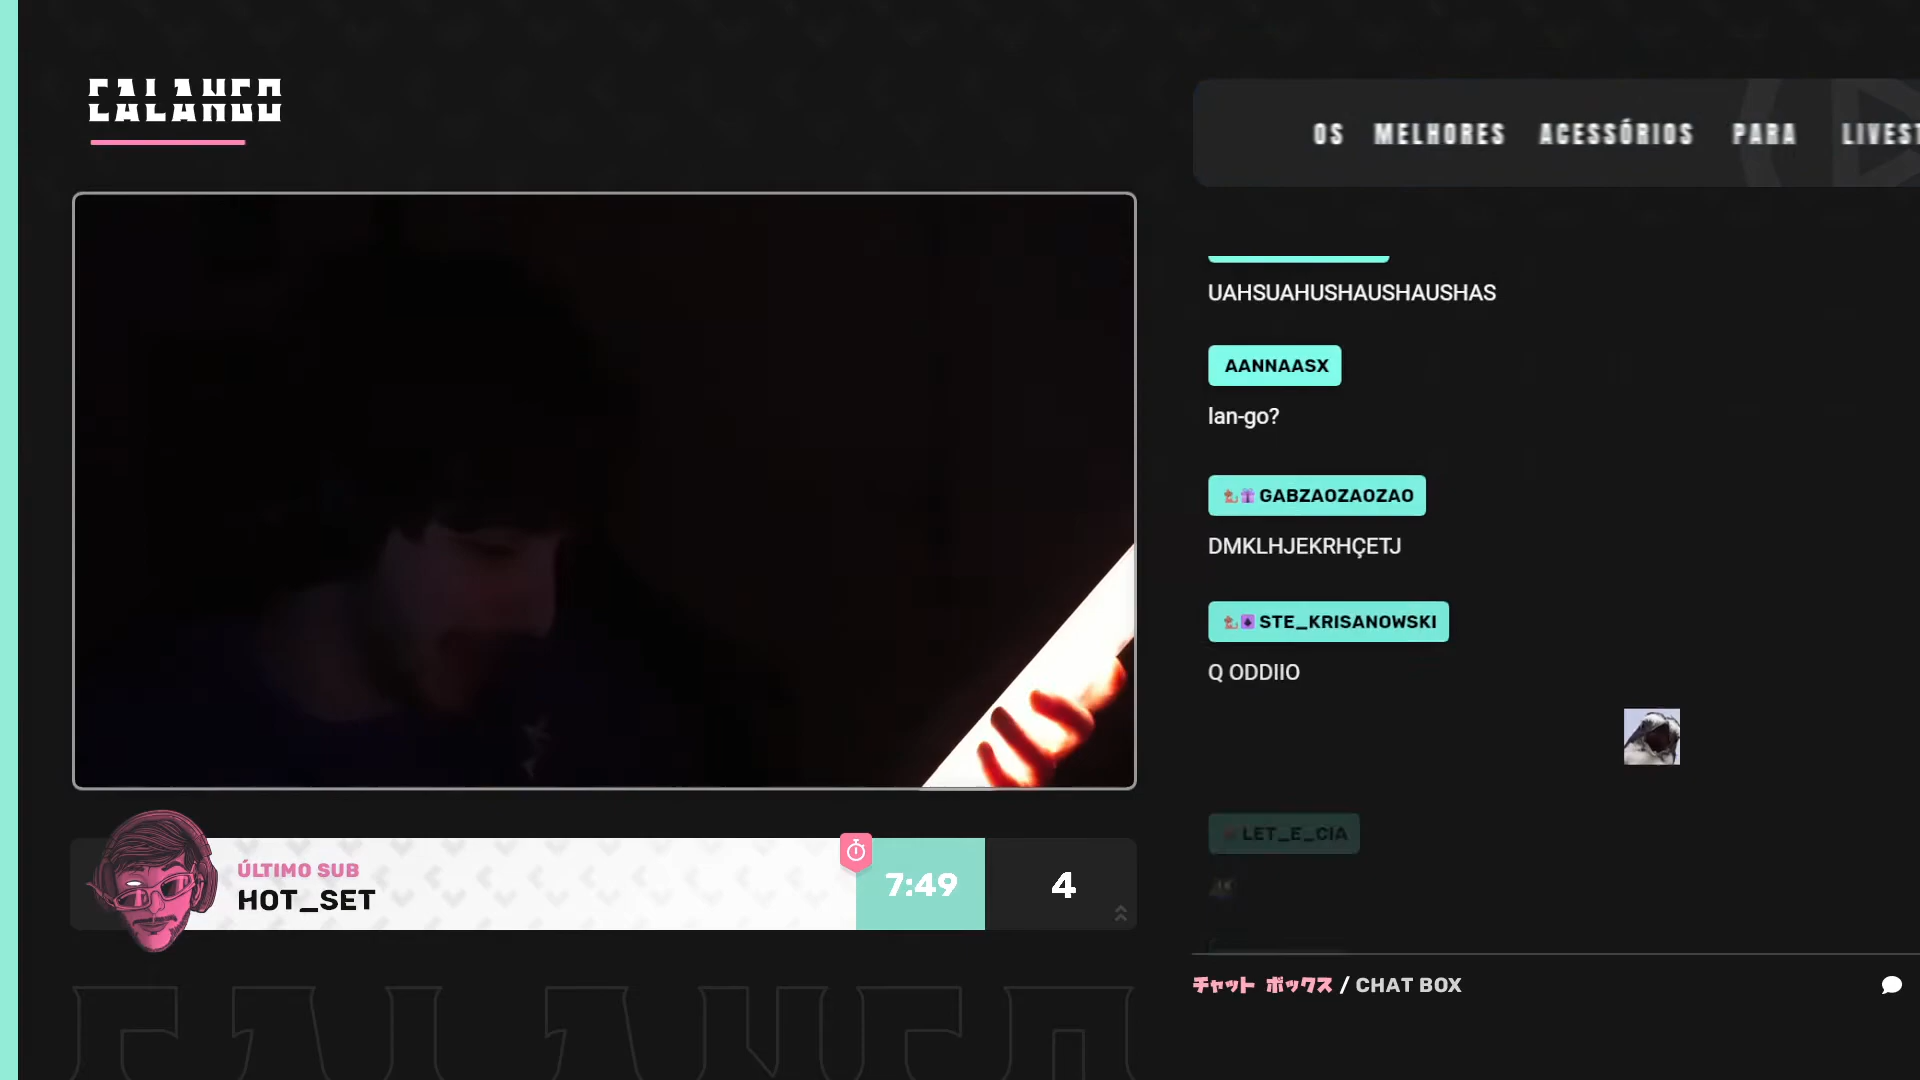 CALANGO
OS MELHORES ACESSÓRIOS PARA LIVEST
UAHSUAHUSHAUSHAUSHAS
AANNAASX
lan-go?
GABZAOZAOZAO
DMKLHJEKRHÇETJ
STE_KRISANOWSKI
Q ODDIIO
LET_E_CIA
ÚLTIMO SUB
HOT_SET
7:49
4
チャット ボックス / CHAT BOX
CALANGO